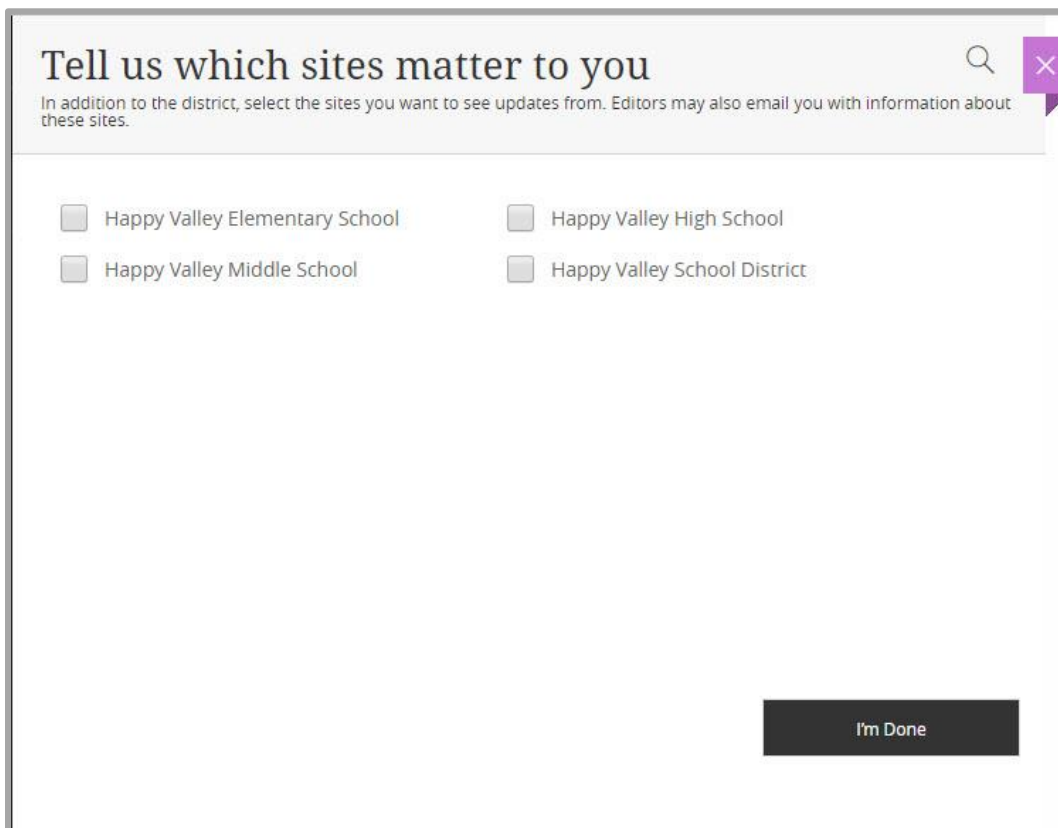 Tell us which sites matter to you
In addition to the district, select the sites you want to see updates from. Editors may also email you with information about
these sites.
Happy Valley Elementary School
Happy Valley High School
Happy Valley Middle School
Happy Valley School District
I'm Done